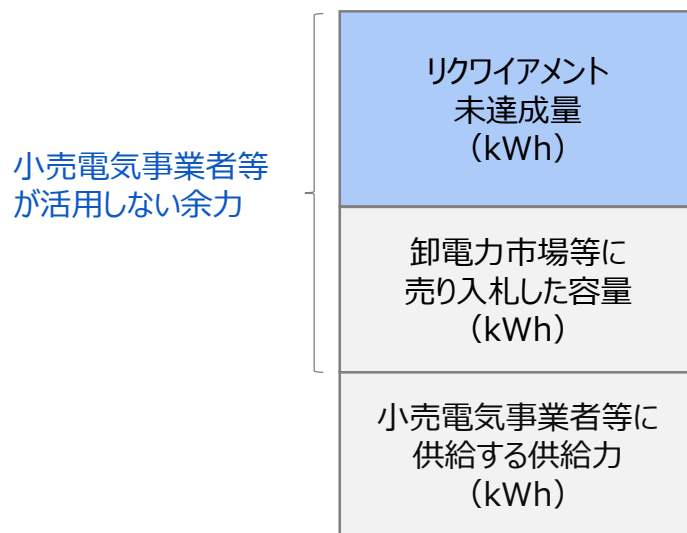 小売電気事業者等
が活用しない余力
リクワイアメント
未達成量
（kWh）
卸電力市場等に
売り入札した容量
（kWh）
小売電気事業者等に
供給する供給力
（kWh）